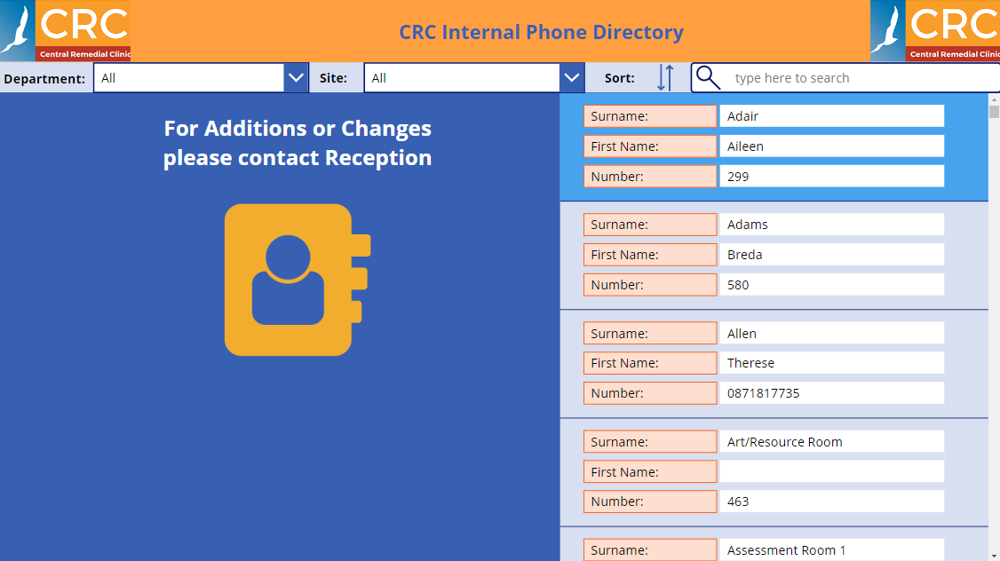 CRC
Central Remedial Clinic
CRC Internal Phone Directory
CRC
Central Remedial Clinic
Department: All Site: All Sort: type here to search
For Additions or Changes
please contact Reception
Surname: Adair
First Name: Aileen
Number: 299
Surname: Adams
First Name: Breda
Number: 580
Surname: Allen
First Name: Therese
Number: 0871817735
Surname: Art/Resource Room
First Name:
Number: 463
Surname: Assessment Room 1